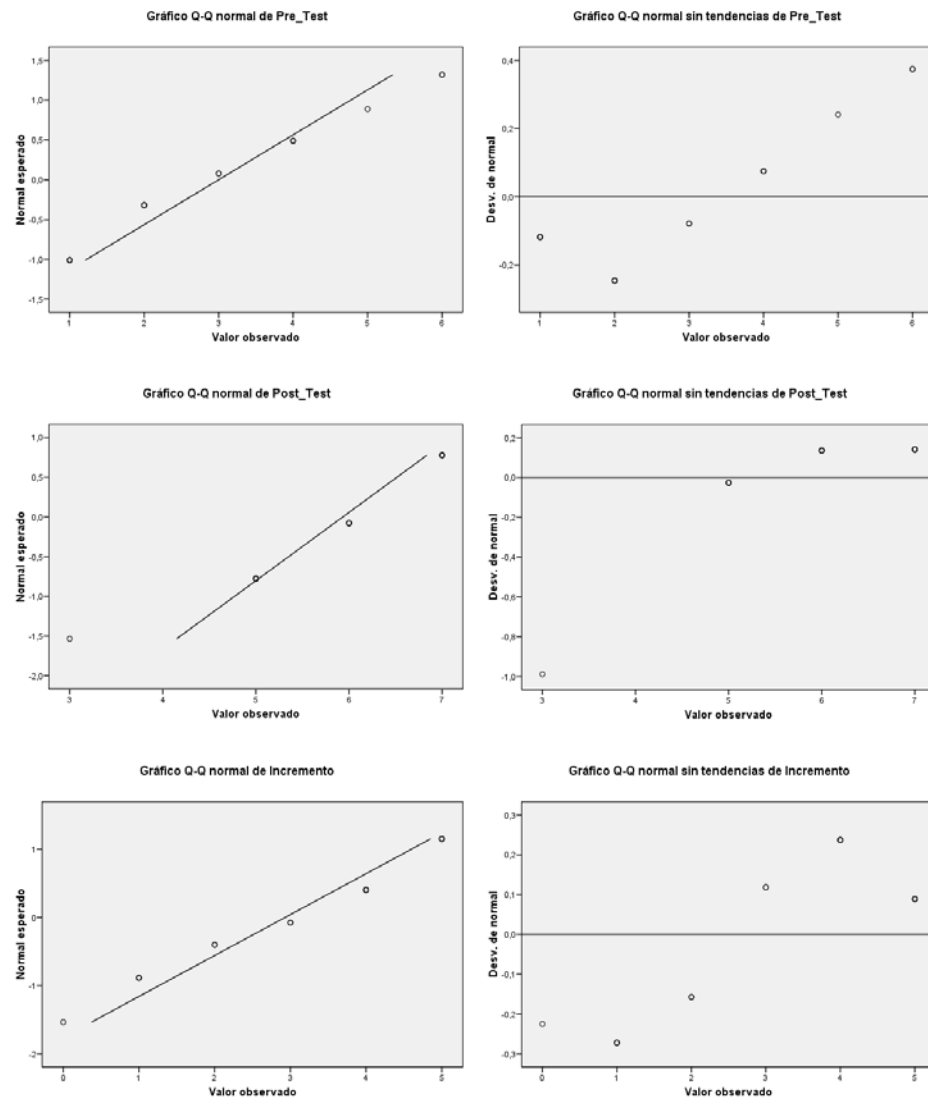 Gráfico Q-Q normal de Pre_Test
Normal esperado
1,5
1,0
0,5
0,0
-0,5
-1,0
-1,5
1 2 3 4 5 6
Valor observado
Gráfico Q-Q normal sin tendencias de Pre_Test
Desv. de normal
0,4
0,2
0,0
-0,2
1 2 3 4 5 6
Valor observado
Gráfico Q-Q normal de Post_Test
Normal esperado
1,0
0,5
0,0
-0,5
-1,0
-1,5
-2,0
3 4 5 6 7
Valor observado
Gráfico Q-Q normal sin tendencias de Post_Test
Desv. de normal
0,2
0,0
-0,2
-0,4
-0,6
-0,8
-1,0
3 4 5 6 7
Valor observado
Gráfico Q-Q normal de Incremento
Normal esperado
1
0
-1
-2
0 1 2 3 4 5
Valor observado
Gráfico Q-Q normal sin tendencias de Incremento
Desv. de normal
0,3
0,2
0,1
0,0
-0,1
-0,2
-0,3
0 1 2 3 4 5
Valor observado